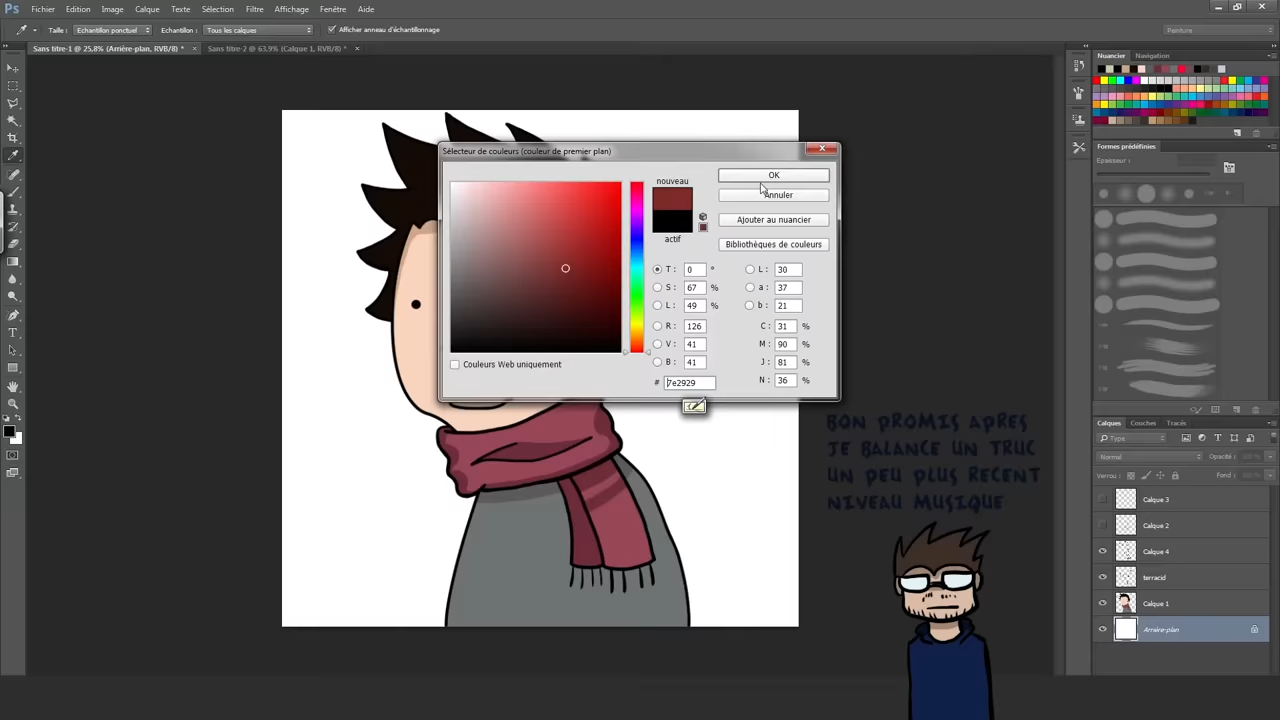 Ps Fichier Edition Image Calque Texte Sélection Filtre Affichage Fenêtre Aide
Taille : Echantillon ponctuel Echantillon : Tous les calques Afficher anneau d'échantillonnage Peinture
Sans titre-1 @ 25,8% (Arrière-plan, RVB/8) * × Sans titre-2 @ 63,9% (Calque 1, RVB/8) * ×
Nuancier Navigation
Formes prédéfinies
Epaisseur :
Sélecteur de couleurs (couleur de premier plan)
nouveau
actif
OK
Annuler
Ajouter au nuancier
Bibliothèques de couleurs
T : 0 ° L : 30
S : 67 % a : 37
L : 49 % b : 21
R : 126 C : 31 %
V : 41 M : 90 %
B : 41 J : 81 %
# 7e2929 N : 36 %
Couleurs Web uniquement
BON PROMIS APRES
JE BALANCE UN TRUC
UN PEU PLUS RECENT
NIVEAU MUSIQUE
Calques Couches Tracés
Type
Normal Opacité :
Verrou : Fond :
Calque 3
Calque 2
Calque 4
terracid
Calque 1
Arrière-plan